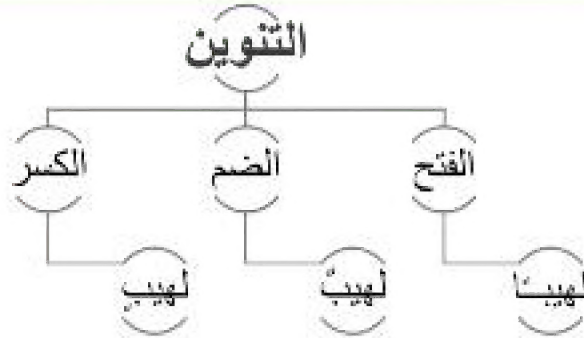 التنوين
الفتح
الضم
الكسر
لهيبًا
لهيبٌ
لهيبٍ